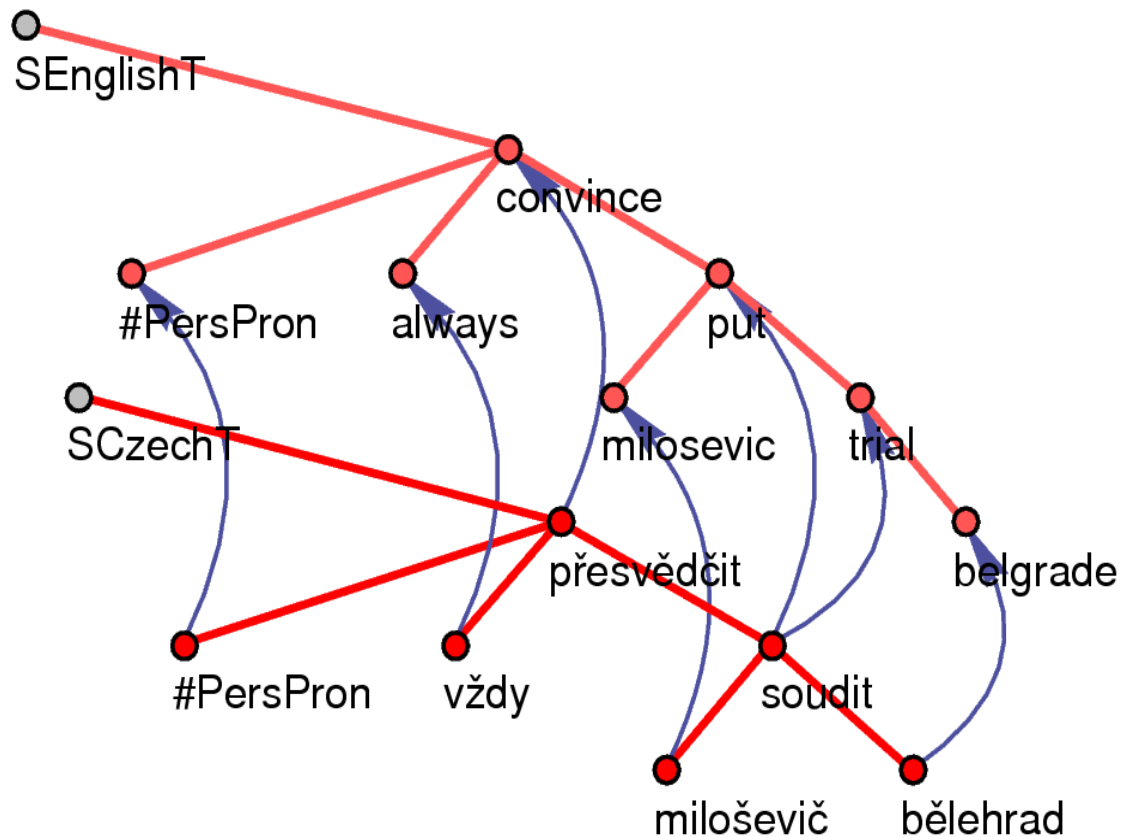 SEnglishT
convince
#PersPron always put
SCzechT milosevic trial
přesvědčit belgrade
#PersPron vždy soudit
miloševič bělehrad